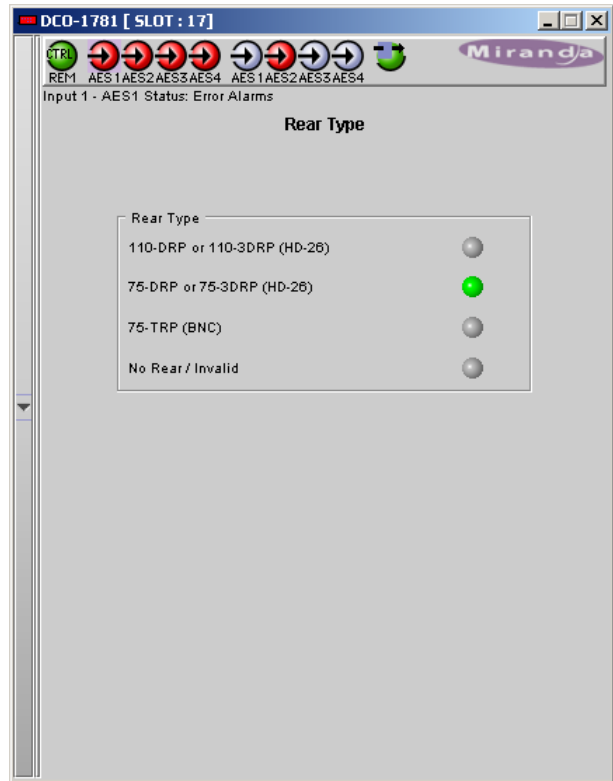 DCO-1781 [ SLOT : 17]
CTRL
REM AES1 AES2 AES3 AES4 AES1 AES2 AES3 AES4
Miranda
Input 1 - AES1 Status: Error Alarms
Rear Type
Rear Type
110-DRP or 110-3DRP (HD-26)
75-DRP or 75-3DRP (HD-26)
75-TRP (BNC)
No Rear / Invalid